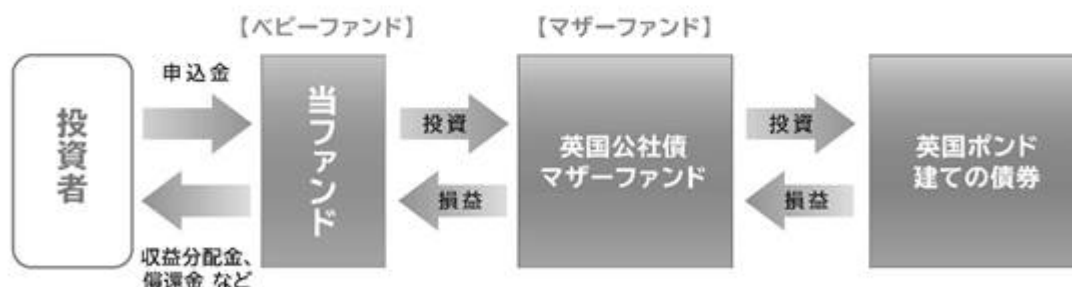 【ベビーファンド】
【マザーファンド】
投資者
申込金
収益分配金、
償還金 など
当ファンド
投資
損益
英国公社債
マザーファンド
投資
損益
英国ポンド
建ての債券